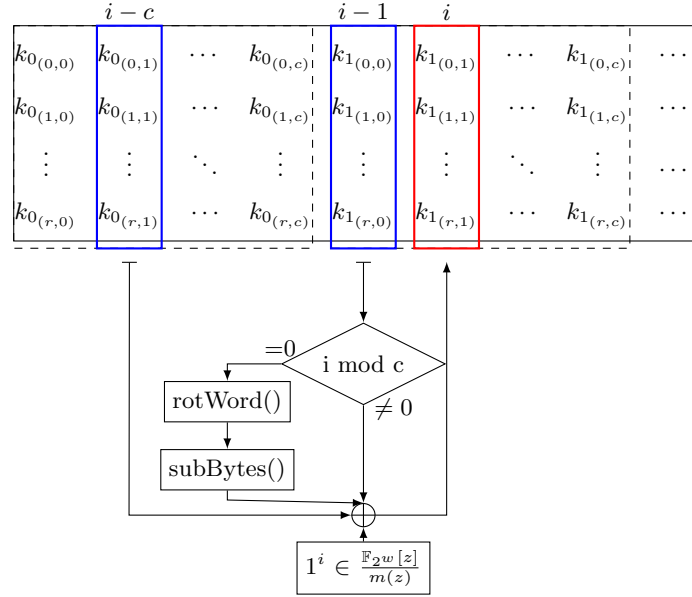 i − c i − 1 i
k₀₍₀,₀₎ k₀₍₀,₁₎ ⋯ k₀₍₀,c₎ k₁₍₀,₀₎ k₁₍₀,₁₎ ⋯ k₁₍₀,c₎ ⋯
k₀₍₁,₀₎ k₀₍₁,₁₎ ⋯ k₀₍₁,c₎ k₁₍₁,₀₎ k₁₍₁,₁₎ ⋯ k₁₍₁,c₎ ⋯
⋮ ⋮ ⋱ ⋮ ⋮ ⋮ ⋱ ⋮ ⋯
k₀₍r,₀₎ k₀₍r,₁₎ ⋯ k₀₍r,c₎ k₁₍r,₀₎ k₁₍r,₁₎ ⋯ k₁₍r,c₎ ⋯
=0
i mod c
≠ 0
rotWord()
subBytes()
1^i ∈ 𝔽₂w[z] / m(z)